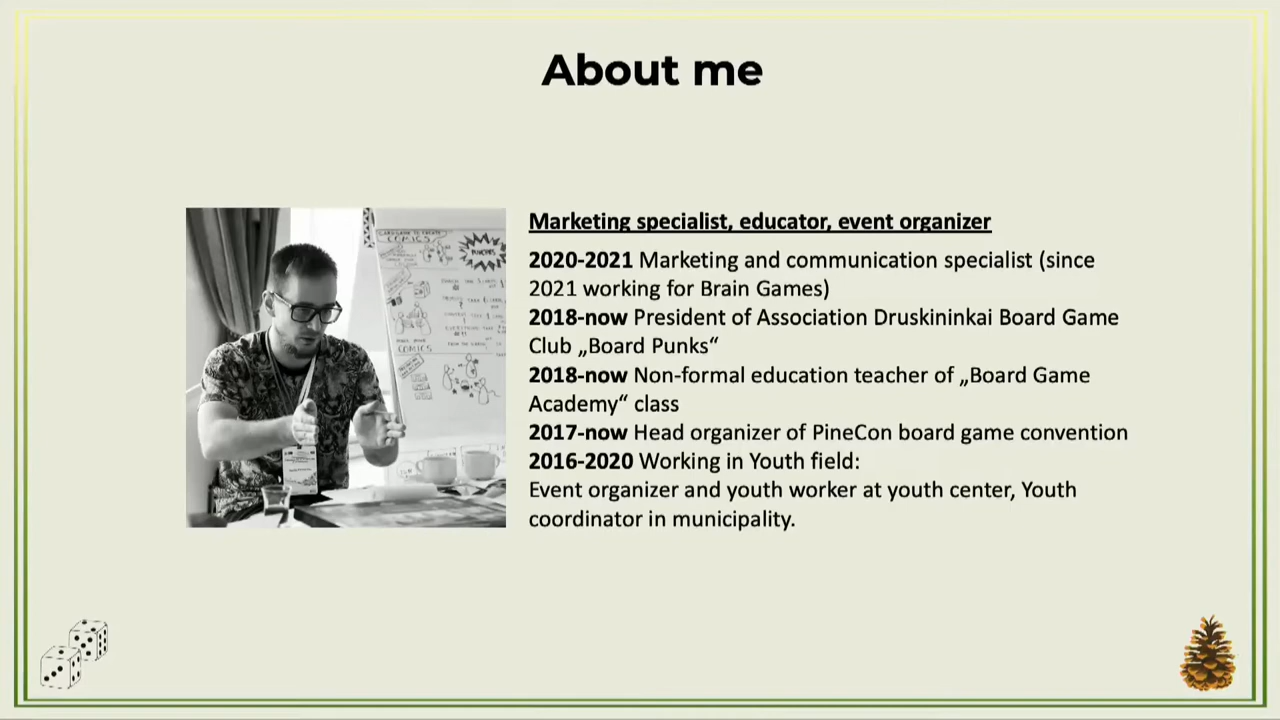 About me
Marketing specialist, educator, event organizer
2020-2021 Marketing and communication specialist (since
2021 working for Brain Games)
2018-now President of Association Druskininkai Board Game
Club „Board Punks“
2018-now Non-formal education teacher of „Board Game
Academy“ class
2017-now Head organizer of PineCon board game convention
2016-2020 Working in Youth field:
Event organizer and youth worker at youth center, Youth
coordinator in municipality.
COMICS
COMICS